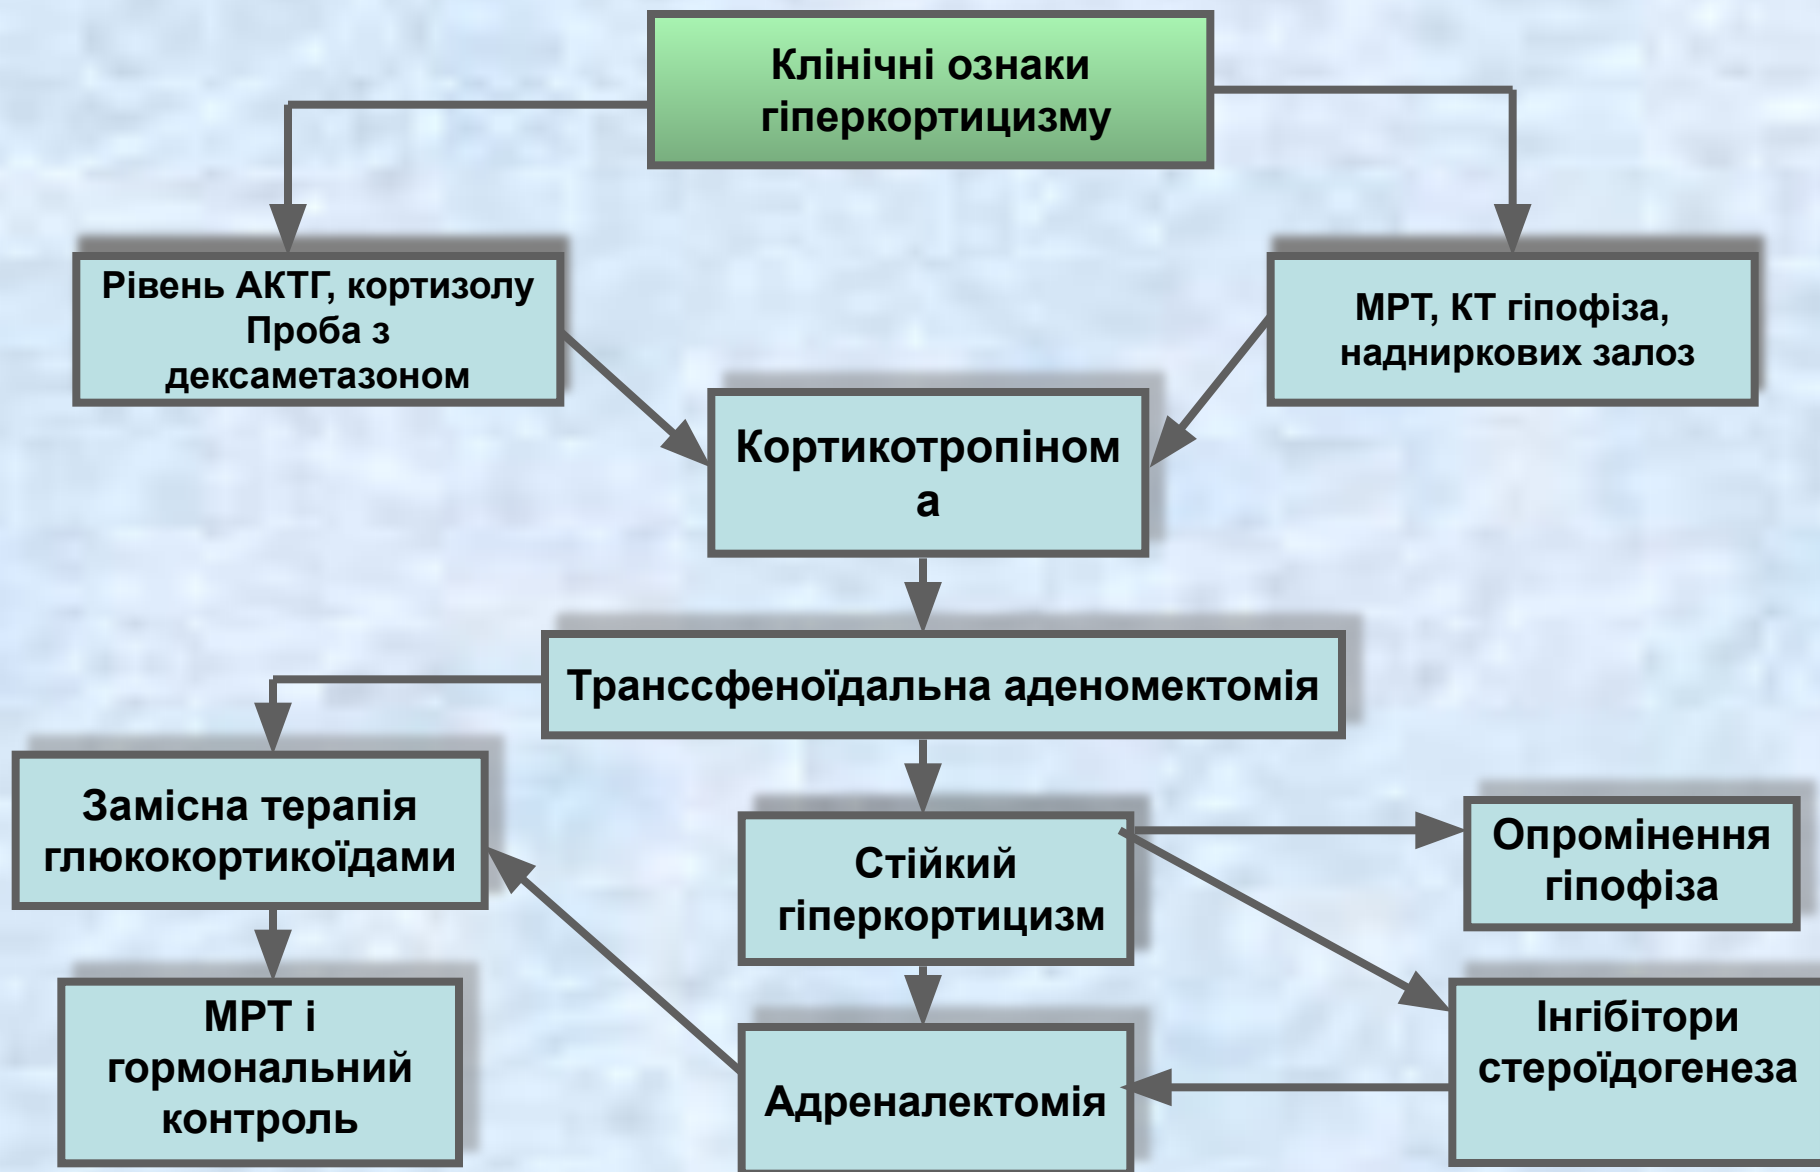 Клінічні ознаки
гіперкортицизму
Рівень АКТГ, кортизолу
Проба з
дексаметазоном
МРТ, КТ гіпофіза,
надниркових залоз
Кортикотропіном
а
Транссфеноїдальна аденомектомія
Замісна терапія
глюкокортикоїдами
Стійкий
гіперкортицизм
Опромінення
гіпофіза
МРТ і
гормональний
контроль
Адреналектомія
Інгібітори
стероїдогенеза